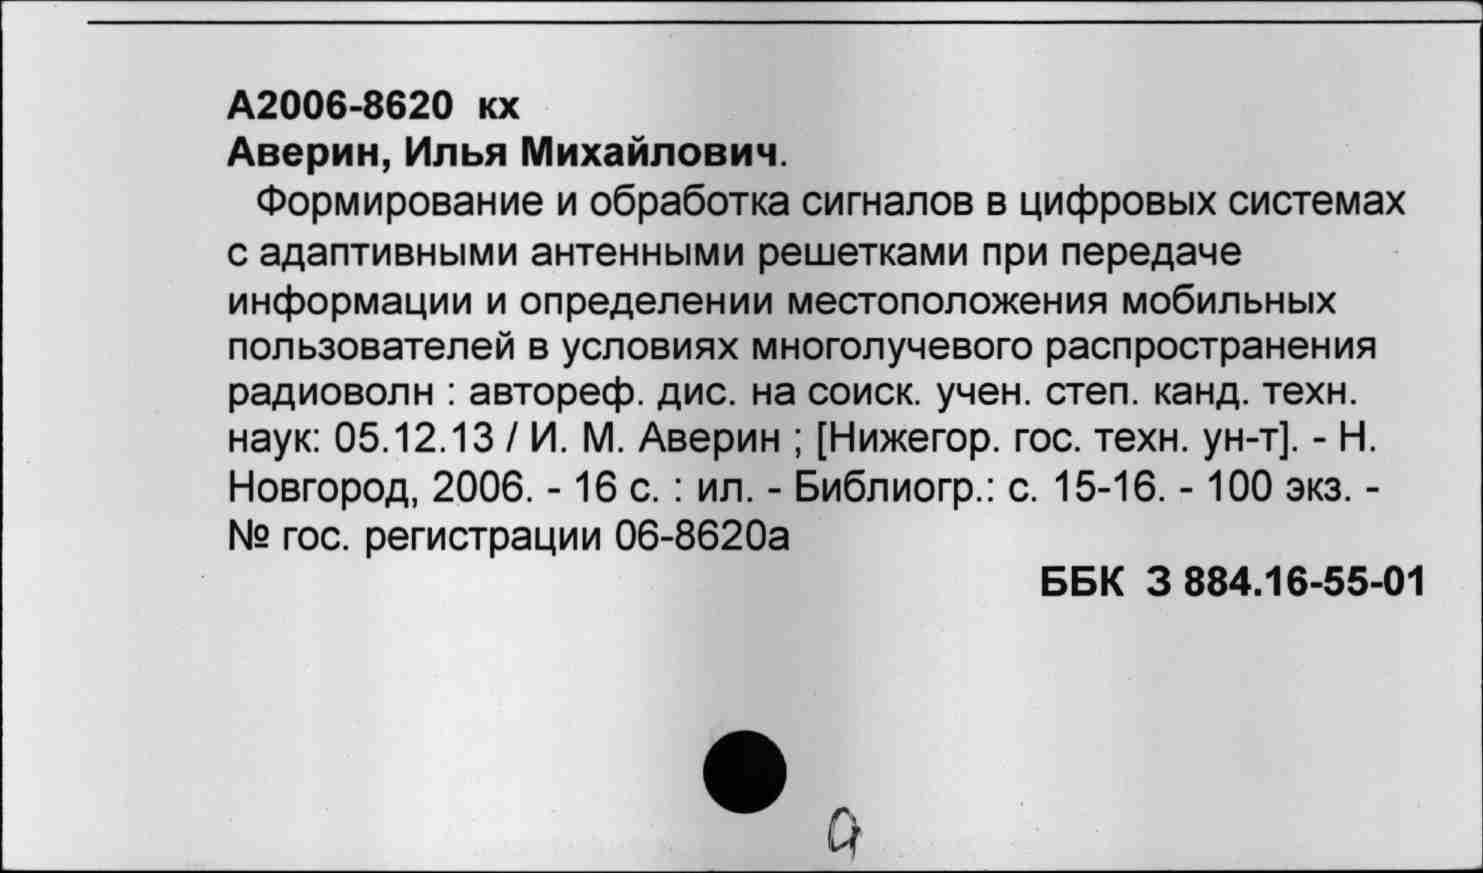 А2006-8620 кх
Аверин, Илья Михайлович.
Формирование и обработка сигналов в цифровых системах
с адаптивными антенными решетками при передаче
информации и определении местоположения мобильных
пользователей в условиях многолучевого распространения
радиоволн : автореф. дис. на соиск. учен. степ. канд. техн.
наук: 05.12.13 / И. М. Аверин ; [Нижегор. гос. техн. ун-т]. - Н.
Новгород, 2006. - 16 с. : ил. - Библиогр.: с. 15-16. - 100 экз. -
№ гос. регистрации 06-8620а
ББК З 884.16-55-01